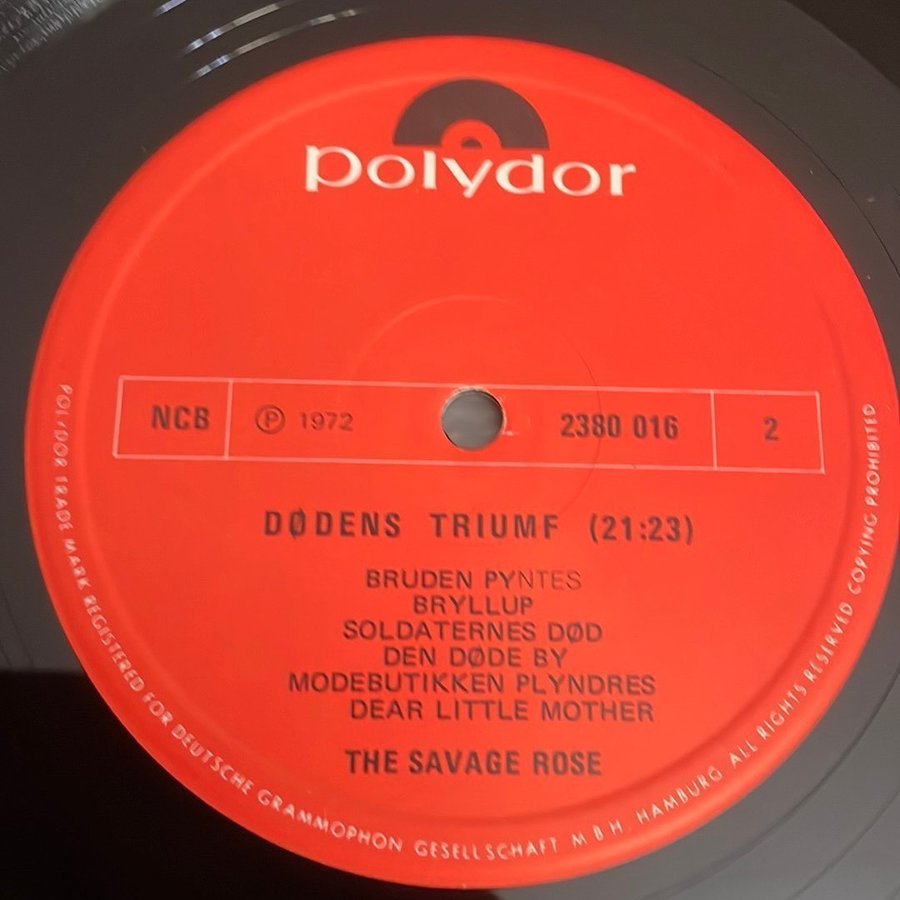 polydor
NCB ℗ 1972 2380 016 2
DØDENS TRIUMF (21:23)
BRUDEN PYNTES
BRYLLUP
SOLDATERNES DØD
DEN DØDE BY
MODEBUTIKKEN PLYNDRES
DEAR LITTLE MOTHER
THE SAVAGE ROSE
POLYDOR TRADE MARK REGISTERED FOR DEUTSCHE GRAMMOPHON GESELLSCHAFT M B H. HAMBURG ALL RIGHTS RESERVED COPYING PROHIBITED